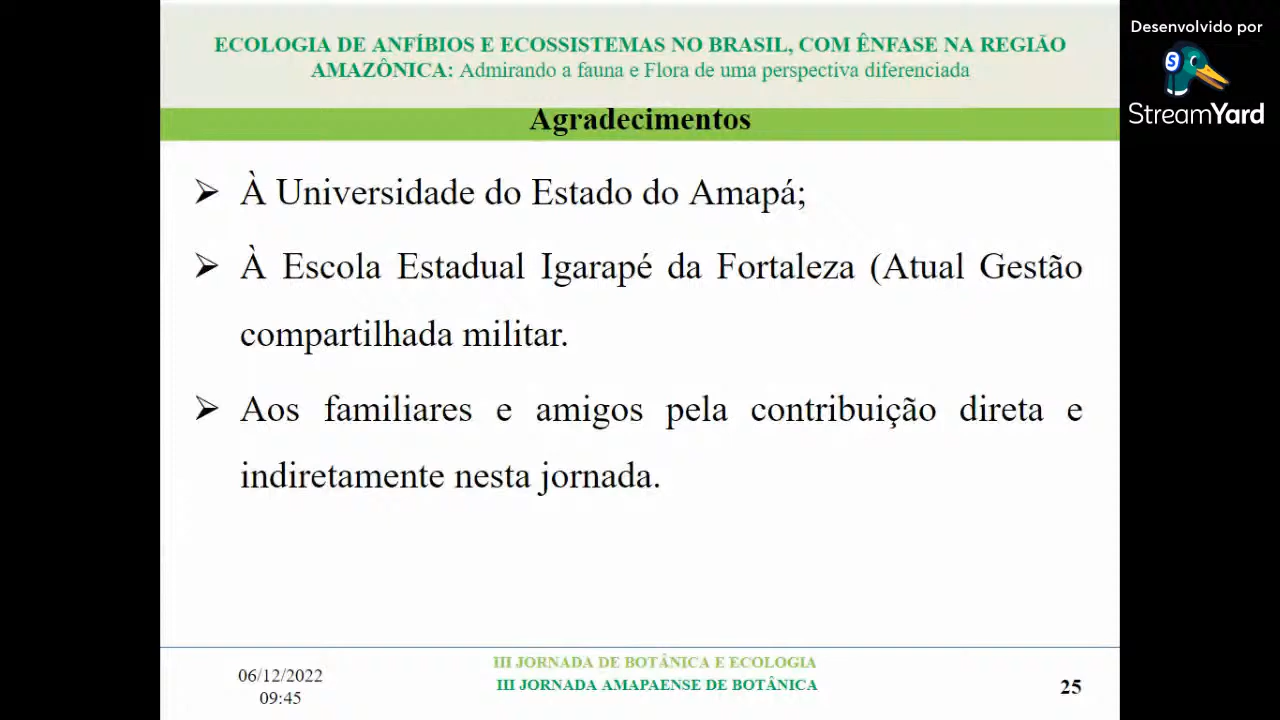 ECOLOGIA DE ANFÍBIOS E ECOSSISTEMAS NO BRASIL, COM ÊNFASE NA REGIÃO
AMAZÔNICA: Admirando a fauna e Flora de uma perspectiva diferenciada
Desenvolvido por
StreamYard
Agradecimentos
➢ À Universidade do Estado do Amapá;
➢ À Escola Estadual Igarapé da Fortaleza (Atual Gestão
compartilhada militar.
➢ Aos familiares e amigos pela contribuição direta e
indiretamente nesta jornada.
06/12/2022
09:45
III JORNADA DE BOTÂNICA E ECOLOGIA
III JORNADA AMAPAENSE DE BOTÂNICA
25